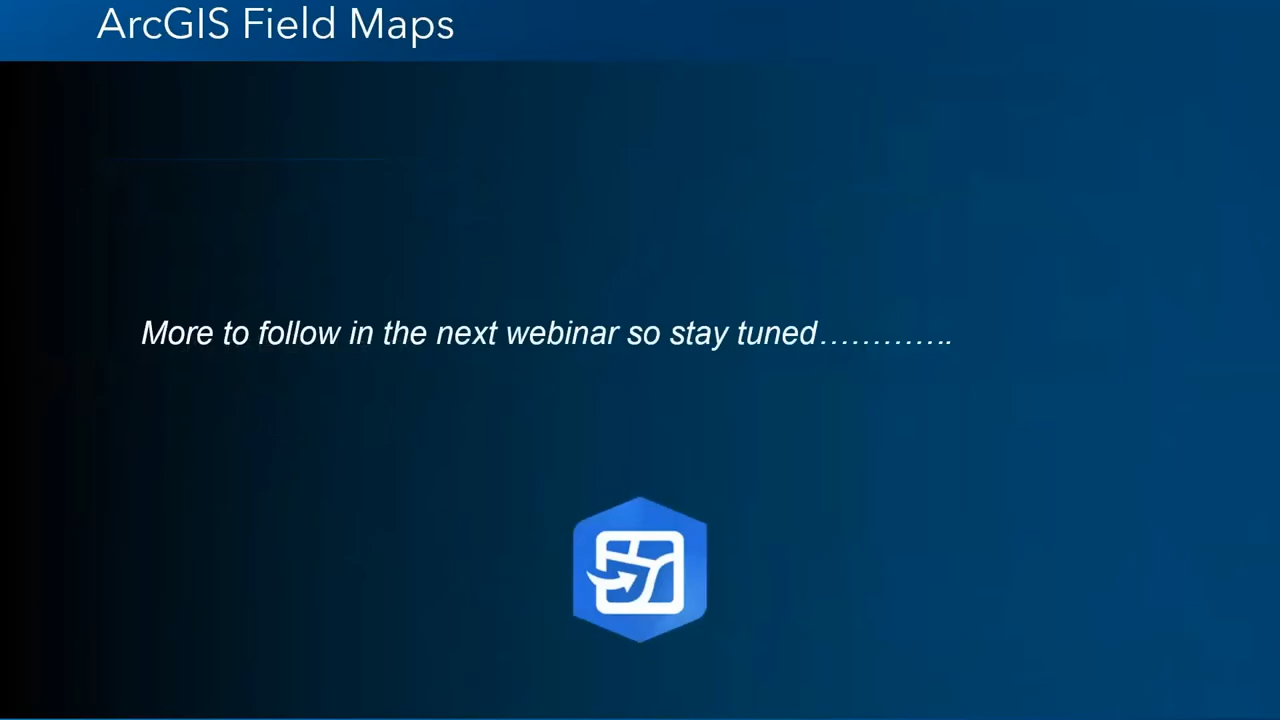 ArcGIS Field Maps
More to follow in the next webinar so stay tuned………….